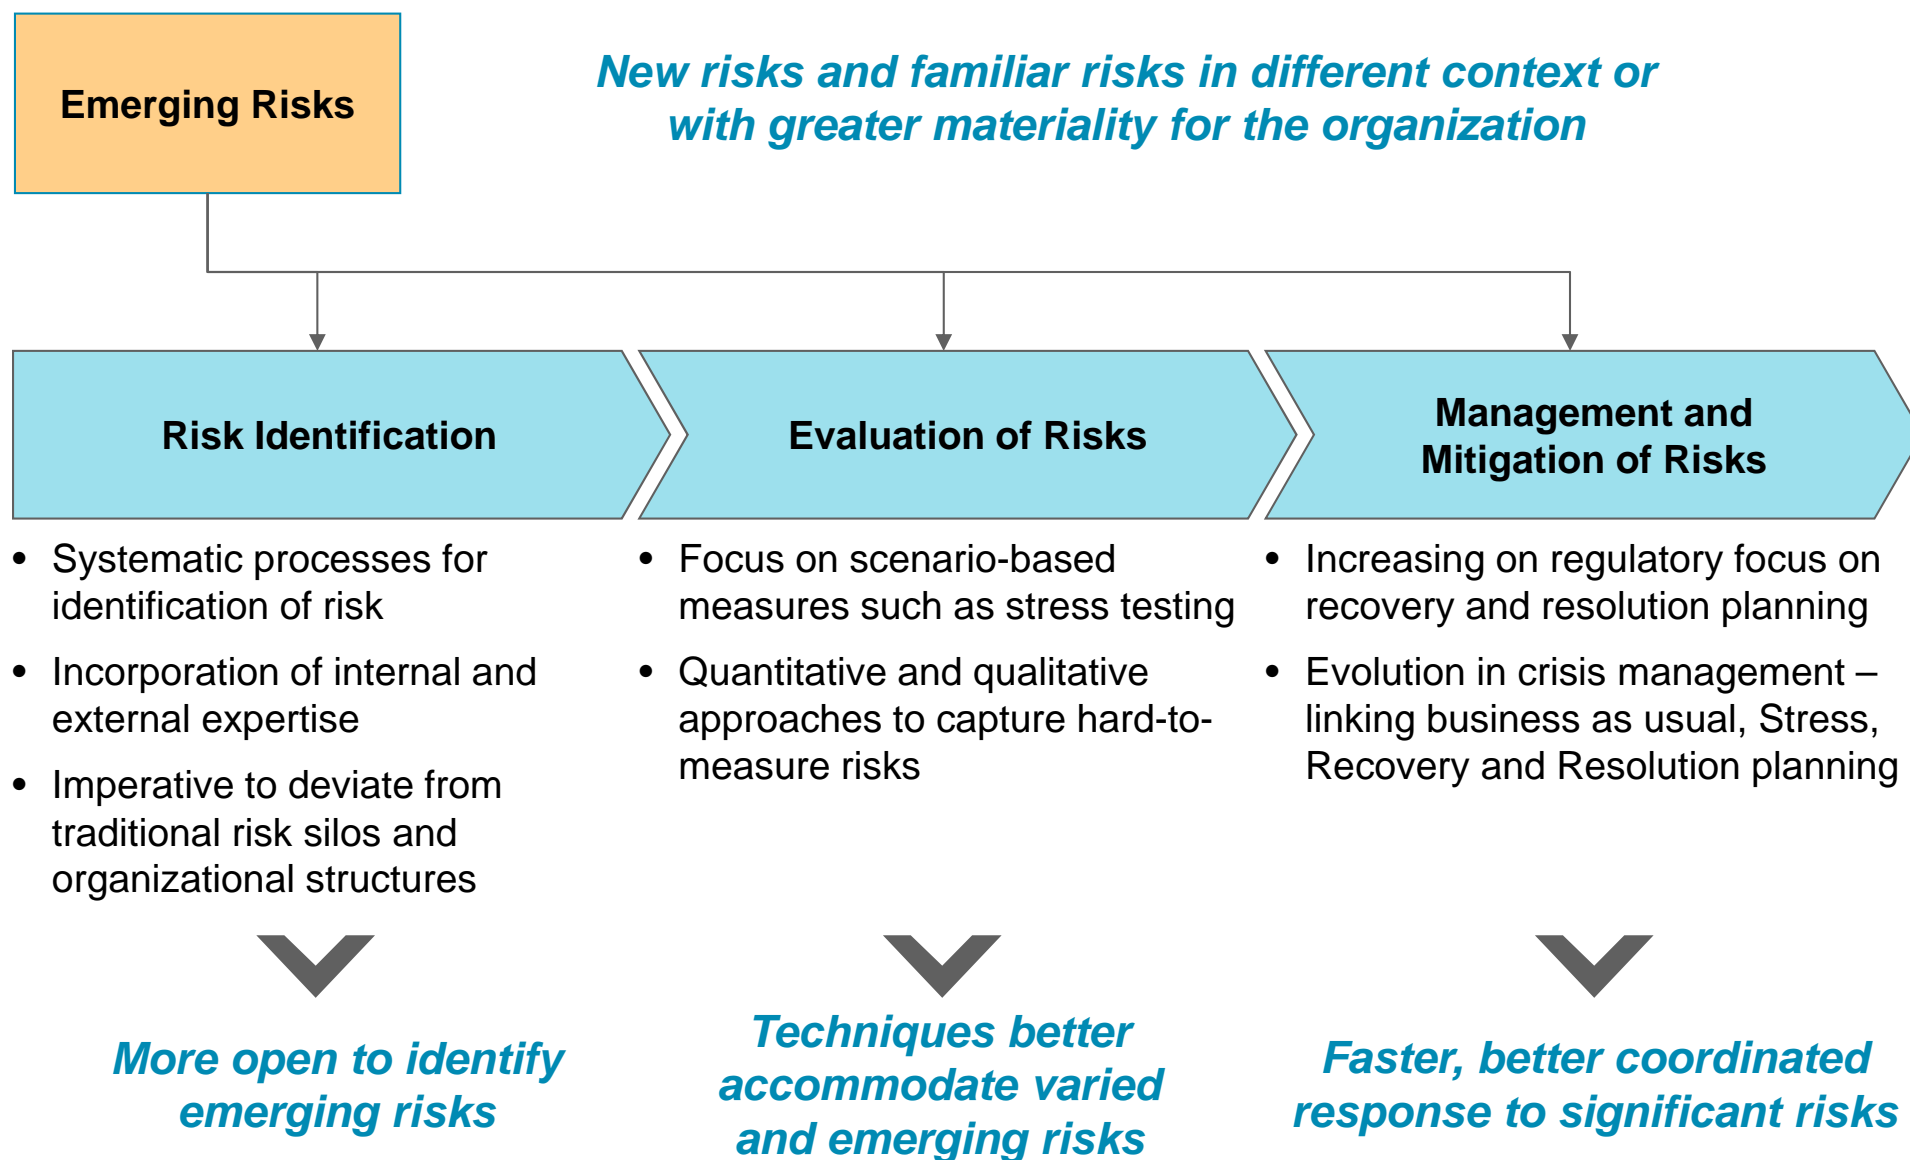 Emerging Risks
New risks and familiar risks in different context or
with greater materiality for the organization
Risk Identification
Evaluation of Risks
Management and
Mitigation of Risks
• Systematic processes for
identification of risk
• Incorporation of internal and
external expertise
• Imperative to deviate from
traditional risk silos and
organizational structures
• Focus on scenario-based
measures such as stress testing
• Quantitative and qualitative
approaches to capture hard-to-
measure risks
• Increasing on regulatory focus on
recovery and resolution planning
• Evolution in crisis management –
linking business as usual, Stress,
Recovery and Resolution planning
More open to identify
emerging risks
Techniques better
accommodate varied
and emerging risks
Faster, better coordinated
response to significant risks